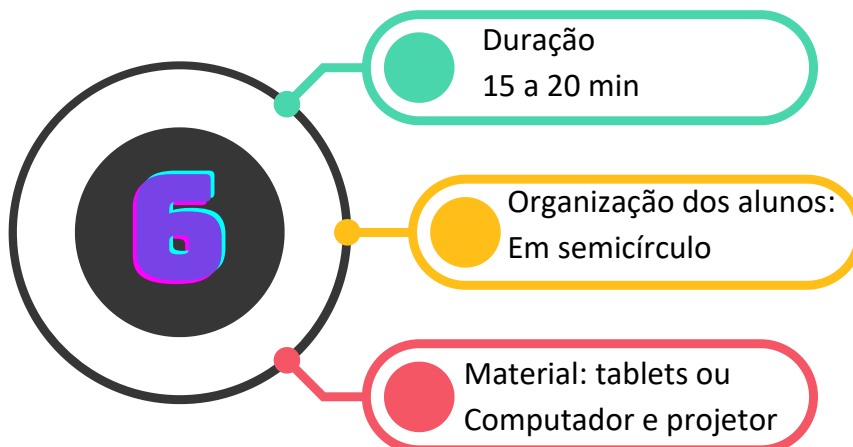 6
Duração
15 a 20 min
Organização dos alunos:
Em semicírculo
Material: tablets ou
Computador e projetor